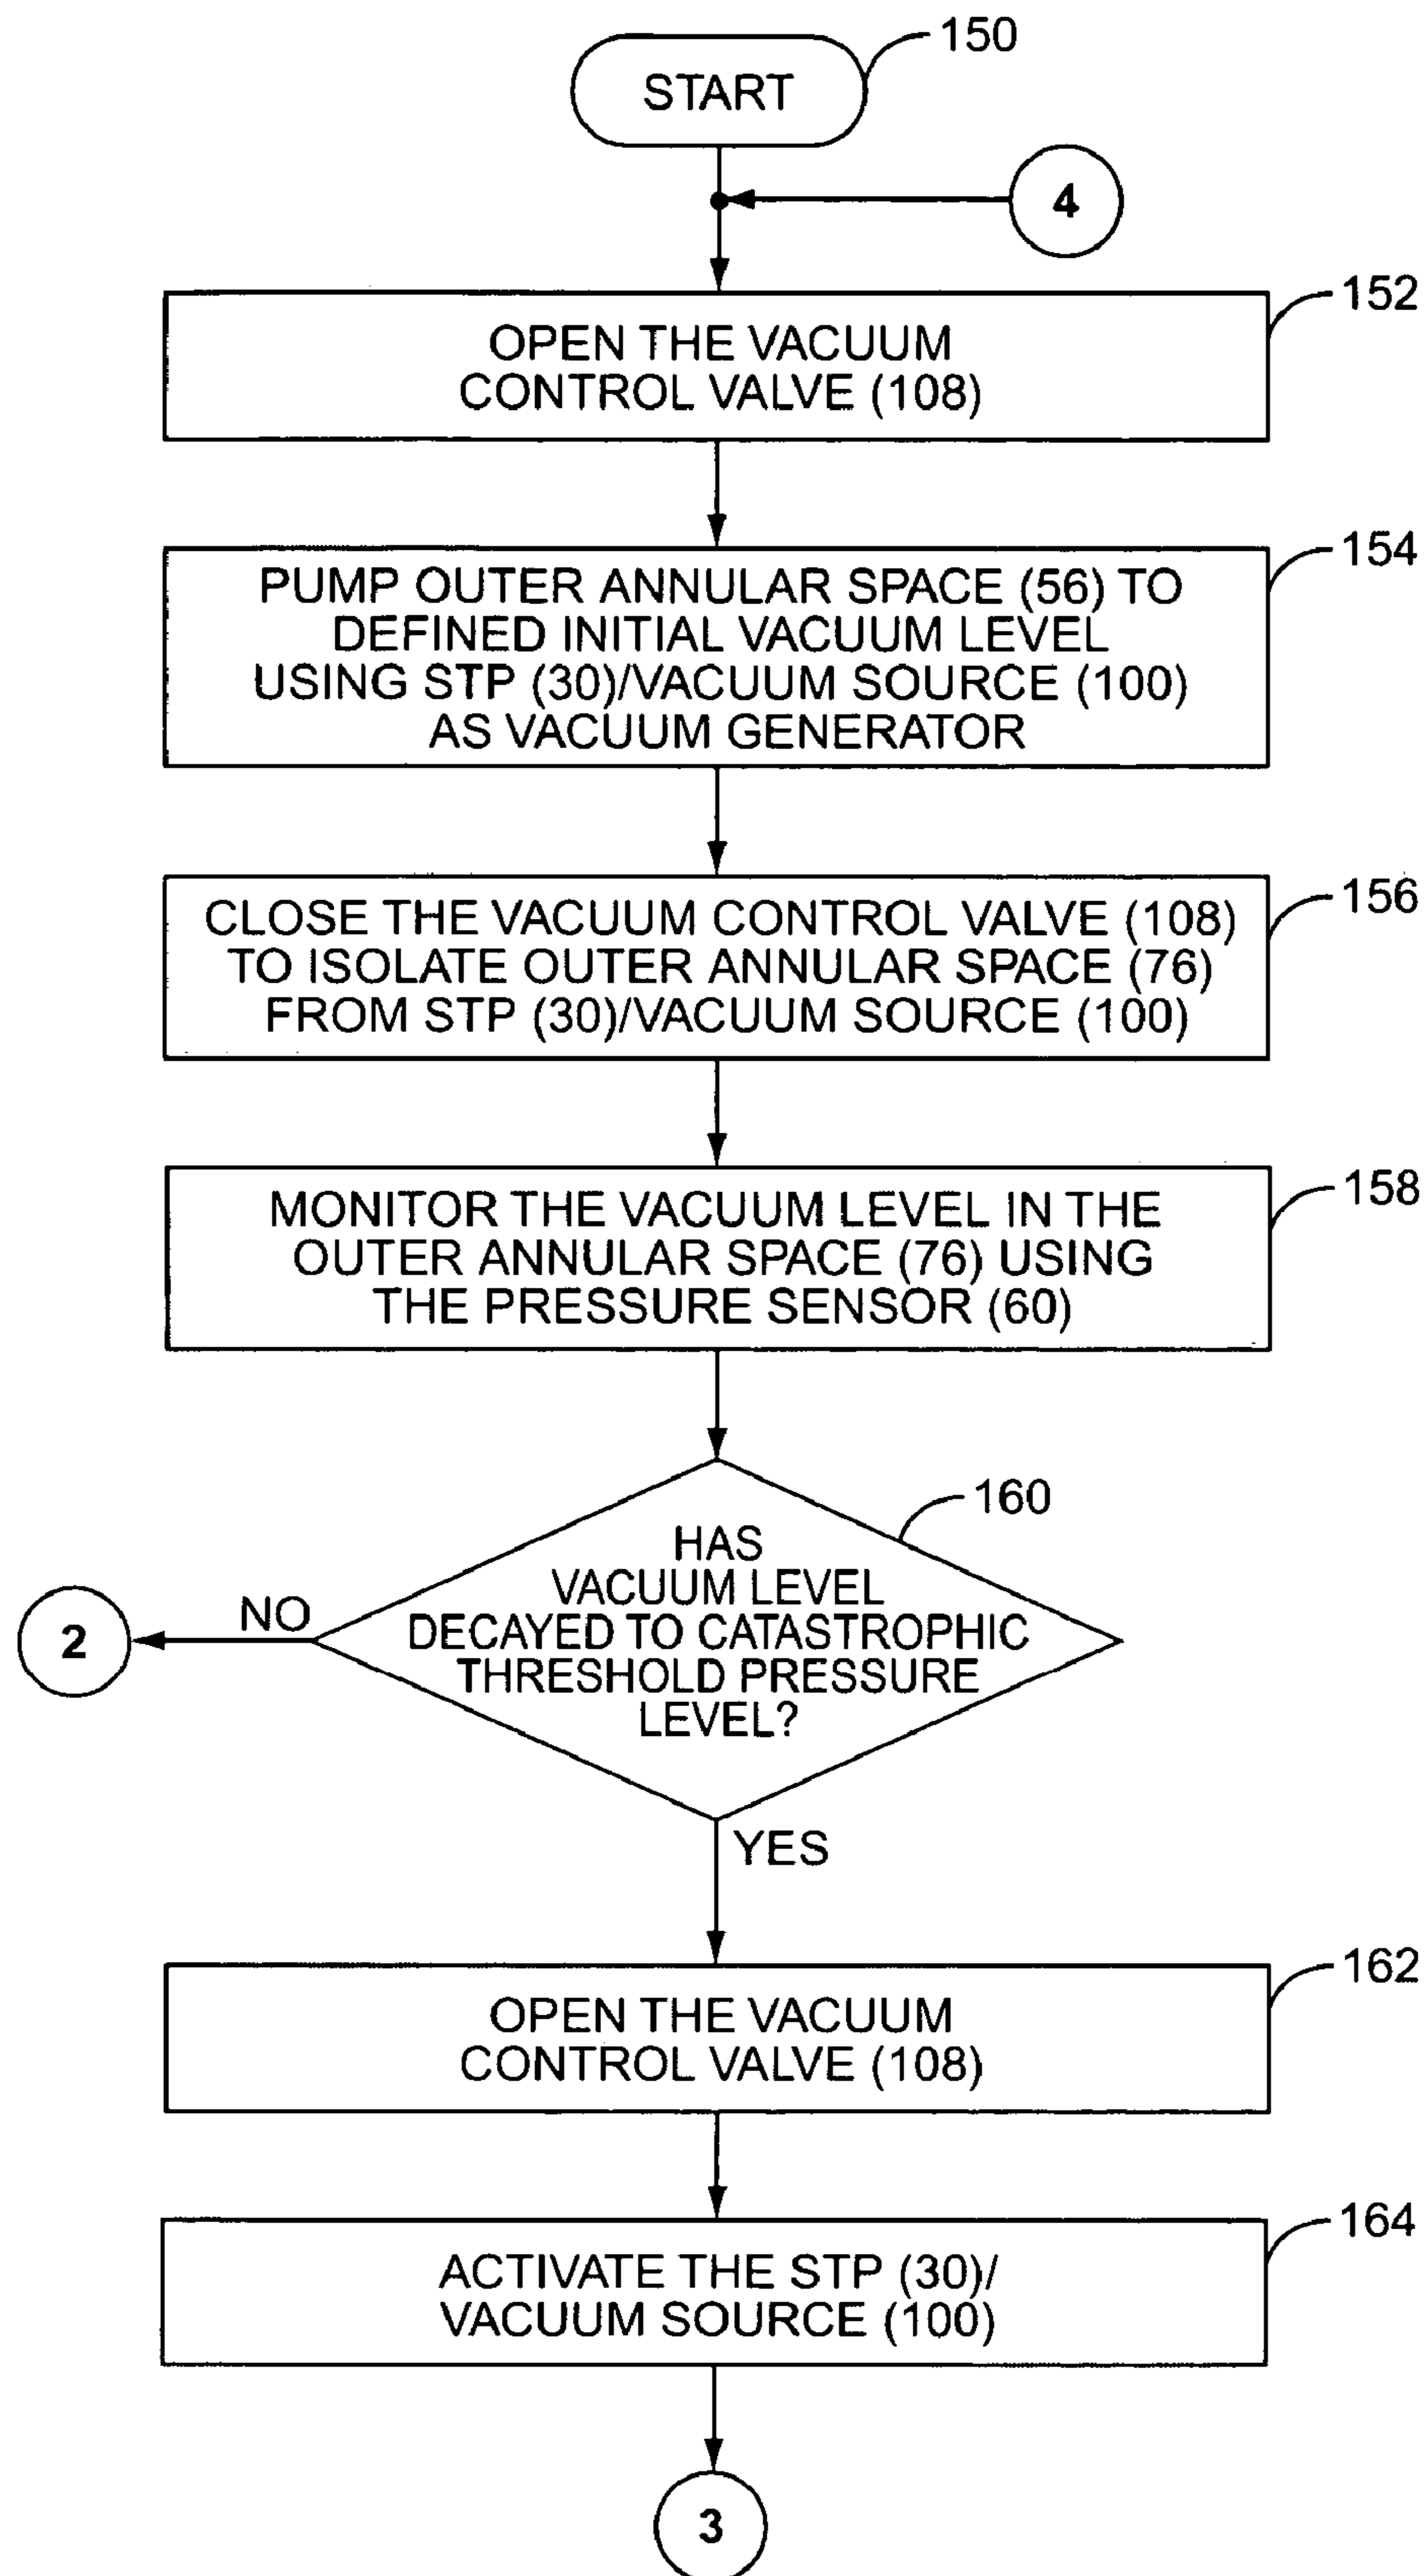 150
START
4
152
OPEN THE VACUUM
CONTROL VALVE (108)
154
PUMP OUTER ANNULAR SPACE (56) TO
DEFINED INITIAL VACUUM LEVEL
USING STP (30)/VACUUM SOURCE (100)
AS VACUUM GENERATOR
156
CLOSE THE VACUUM CONTROL VALVE (108)
TO ISOLATE OUTER ANNULAR SPACE (76)
FROM STP (30)/VACUUM SOURCE (100)
158
MONITOR THE VACUUM LEVEL IN THE
OUTER ANNULAR SPACE (76) USING
THE PRESSURE SENSOR (60)
160
HAS
VACUUM LEVEL
DECAYED TO CATASTROPHIC
THRESHOLD PRESSURE
LEVEL?
NO
2
YES
162
OPEN THE VACUUM
CONTROL VALVE (108)
164
ACTIVATE THE STP (30)/
VACUUM SOURCE (100)
3